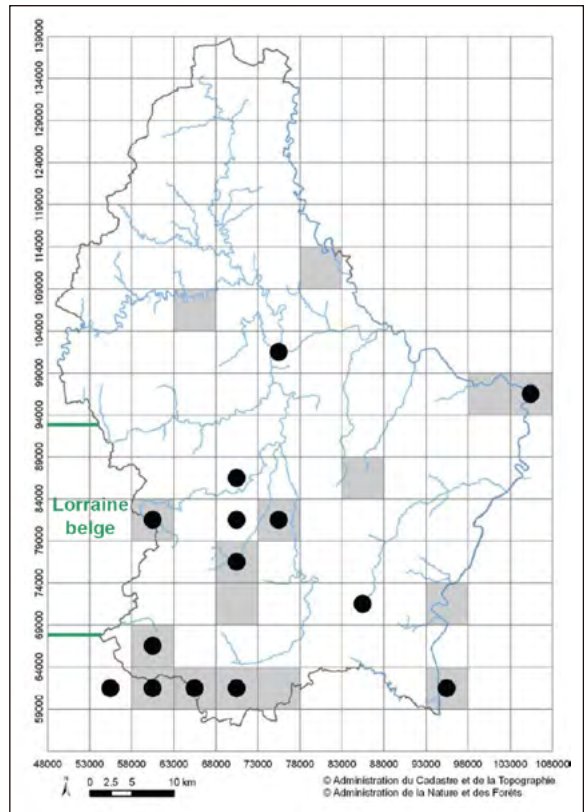 139000
134000
129000
124000
119000
114000
109000
104000
99000
94000
89000
84000
79000
74000
69000
64000
59000
Lorraine
belge
48000 53000 58000 63000 68000 73000 78000 83000 88000 93000 98000 103000 108000
N
0 2.5 5 10 km
© Administration du Cadastre et de la Topographie
© Administration de la Nature et des Forêts